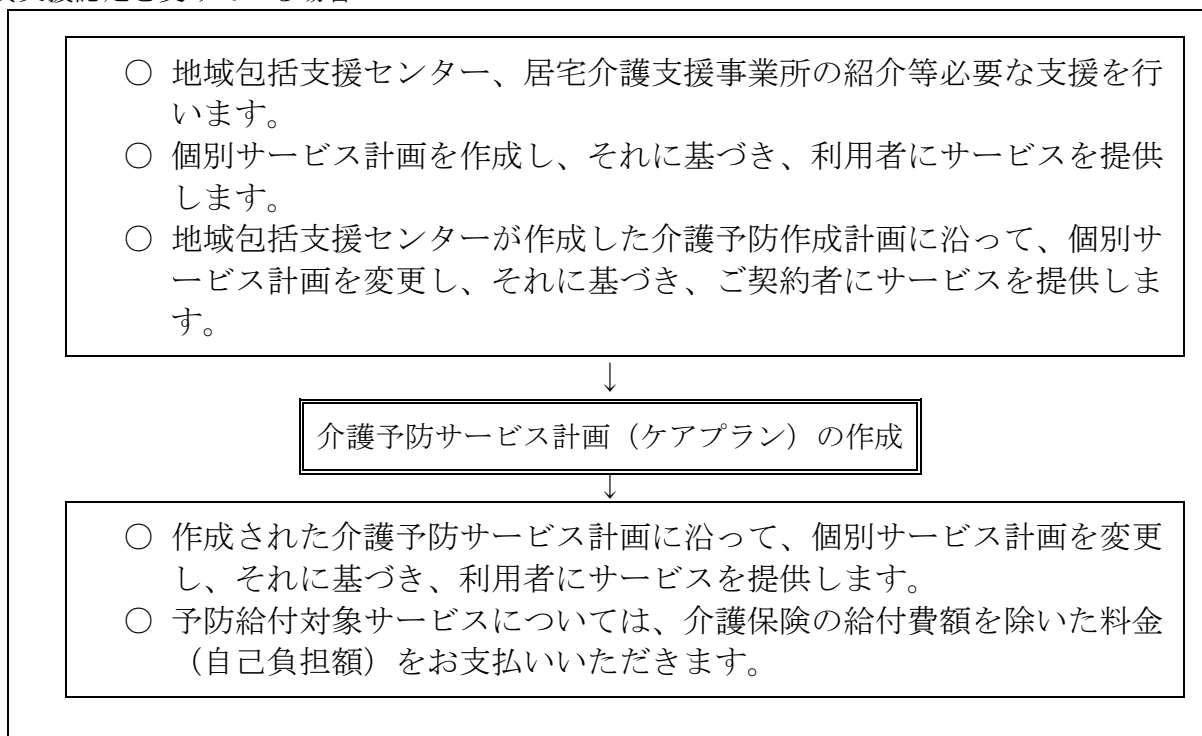 ○ 地域包括支援センター、居宅介護支援事業所の紹介等必要な支援を行
います。
○ 個別サービス計画を作成し、それに基づき、利用者にサービスを提供
します。
○ 地域包括支援センターが作成した介護予防作成計画に沿って、個別サ
ービス計画を変更し、それに基づき、ご契約者にサービスを提供しま
す。
↓
介護予防サービス計画（ケアプラン）の作成
↓
○ 作成された介護予防サービス計画に沿って、個別サービス計画を変更
し、それに基づき、利用者にサービスを提供します。
○ 予防給付対象サービスについては、介護保険の給付費額を除いた料金
（自己負担額）をお支払いいただきます。